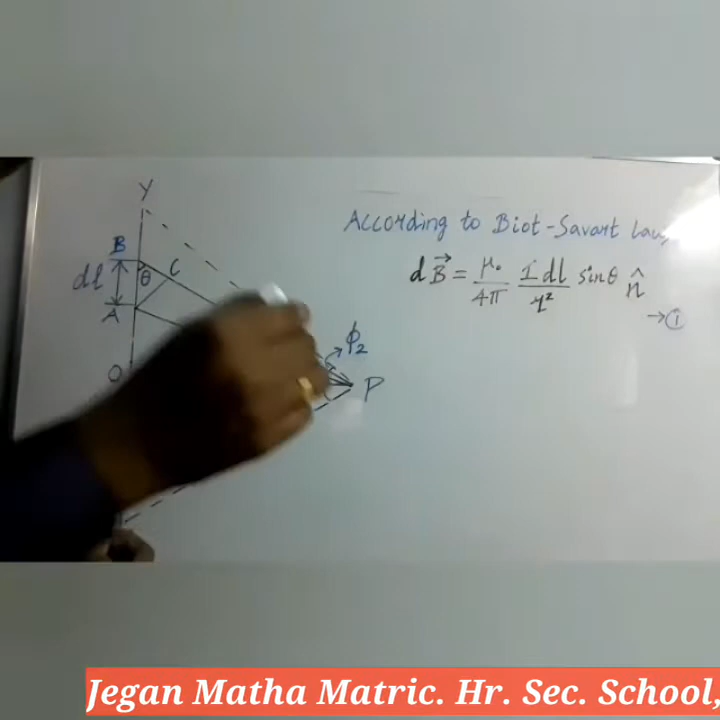 Y
B
θ
C
dl
A
O
ϕ₂
P
According to Biot-Savart Law,
dB⃗ = μ₀/4π Idl/r² sinθ n̂
→①
Jegan Matha Matric. Hr. Sec. School,